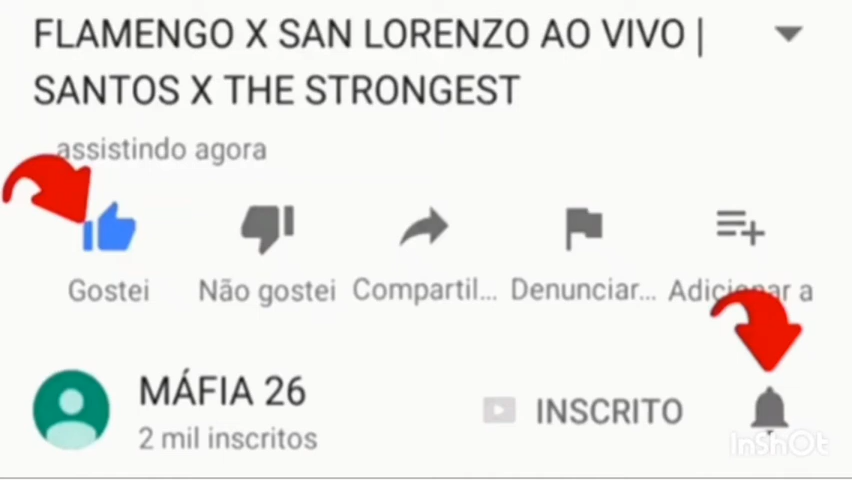 FLAMENGO X SAN LORENZO AO VIVO |
SANTOS X THE STRONGEST
assistindo agora
Gostei Não gostei Compartil... Denunciar... Adicionar a
MÁFIA 26
INSCRITO
2 mil inscritos
InShOt